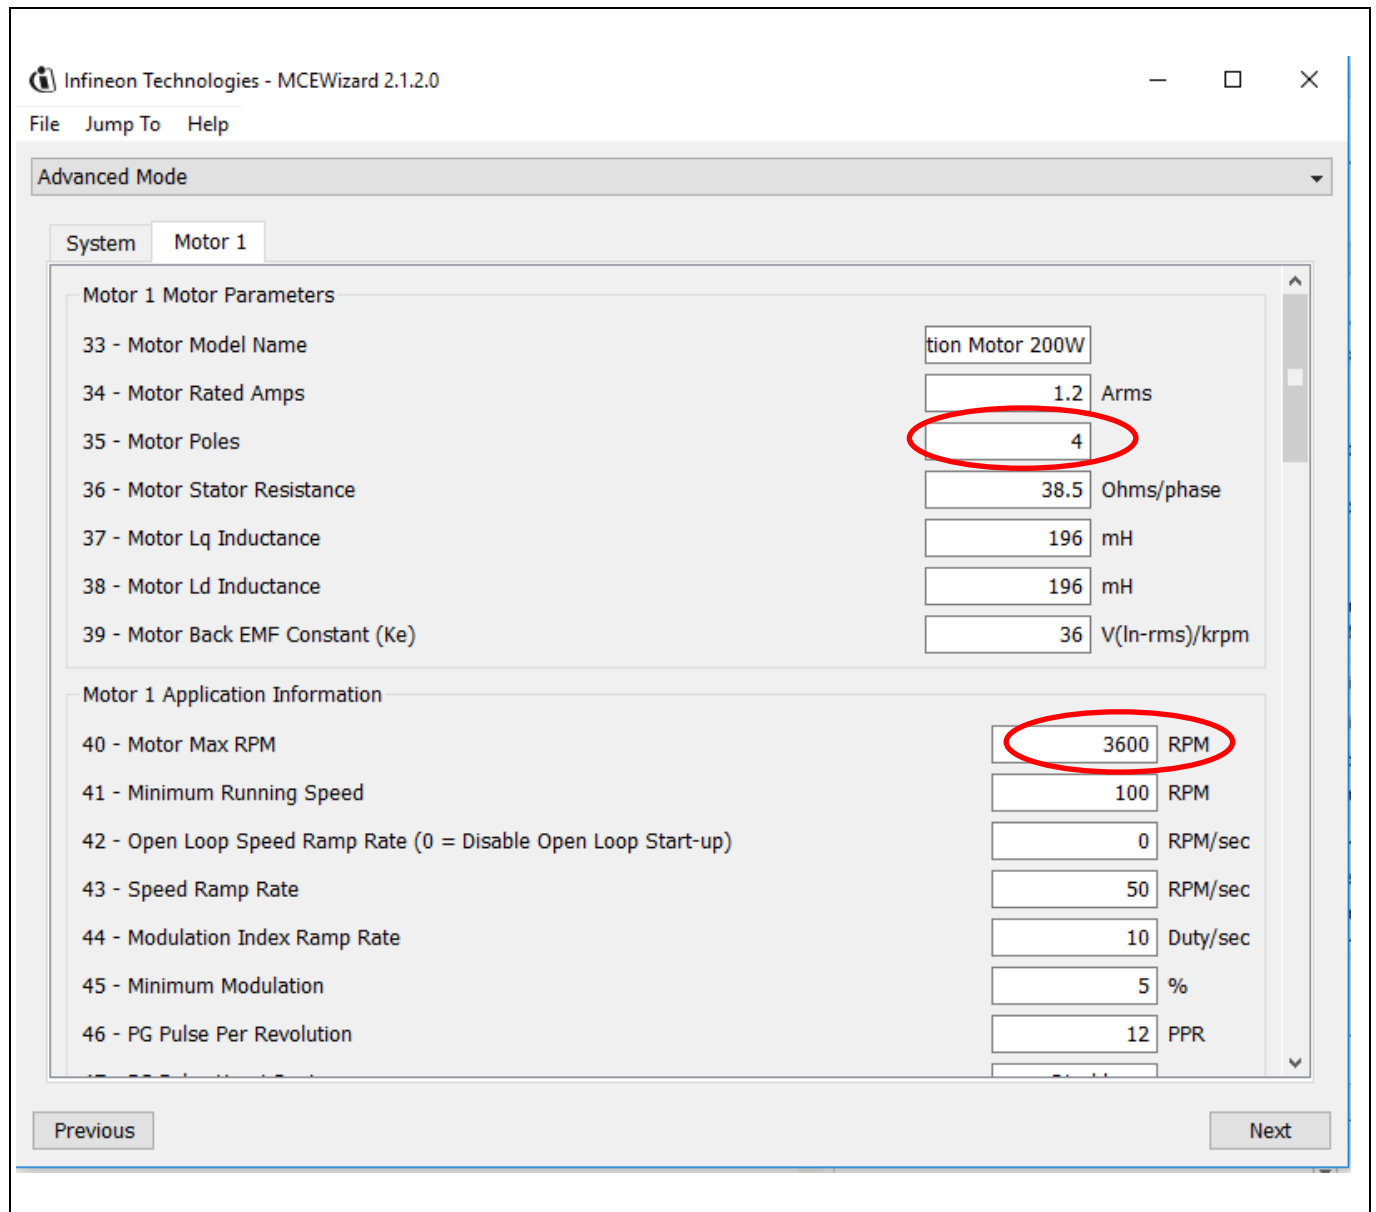 Infineon Technologies - MCEWizard 2.1.2.0
File Jump To Help
Advanced Mode
System Motor 1
Motor 1 Motor Parameters
33 - Motor Model Name tion Motor 200W
34 - Motor Rated Amps 1.2 Arms
35 - Motor Poles 4
36 - Motor Stator Resistance 38.5 Ohms/phase
37 - Motor Lq Inductance 196 mH
38 - Motor Ld Inductance 196 mH
39 - Motor Back EMF Constant (Ke) 36 V(ln-rms)/krpm
Motor 1 Application Information
40 - Motor Max RPM 3600 RPM
41 - Minimum Running Speed 100 RPM
42 - Open Loop Speed Ramp Rate (0 = Disable Open Loop Start-up) 0 RPM/sec
43 - Speed Ramp Rate 50 RPM/sec
44 - Modulation Index Ramp Rate 10 Duty/sec
45 - Minimum Modulation 5 %
46 - PG Pulse Per Revolution 12 PPR
Previous Next